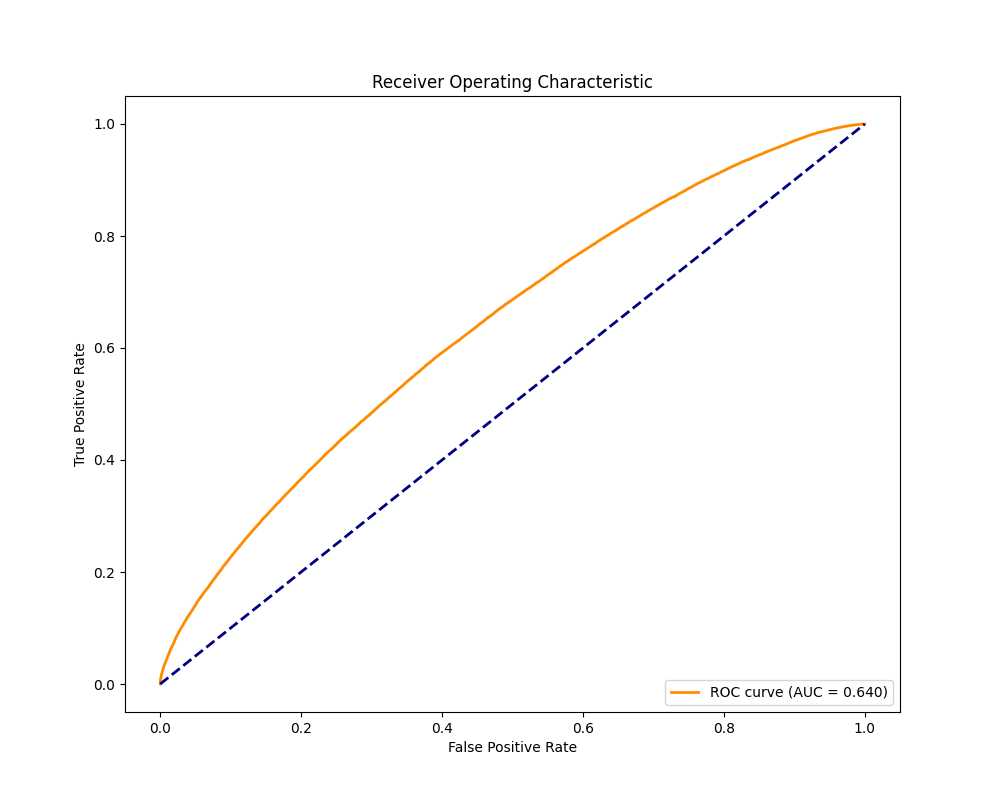 Receiver Operating Characteristic
True Positive Rate
1.0
0.8
0.6
0.4
0.2
0.0
0.0 0.2 0.4 0.6 0.8 1.0
False Positive Rate
ROC curve (AUC = 0.640)